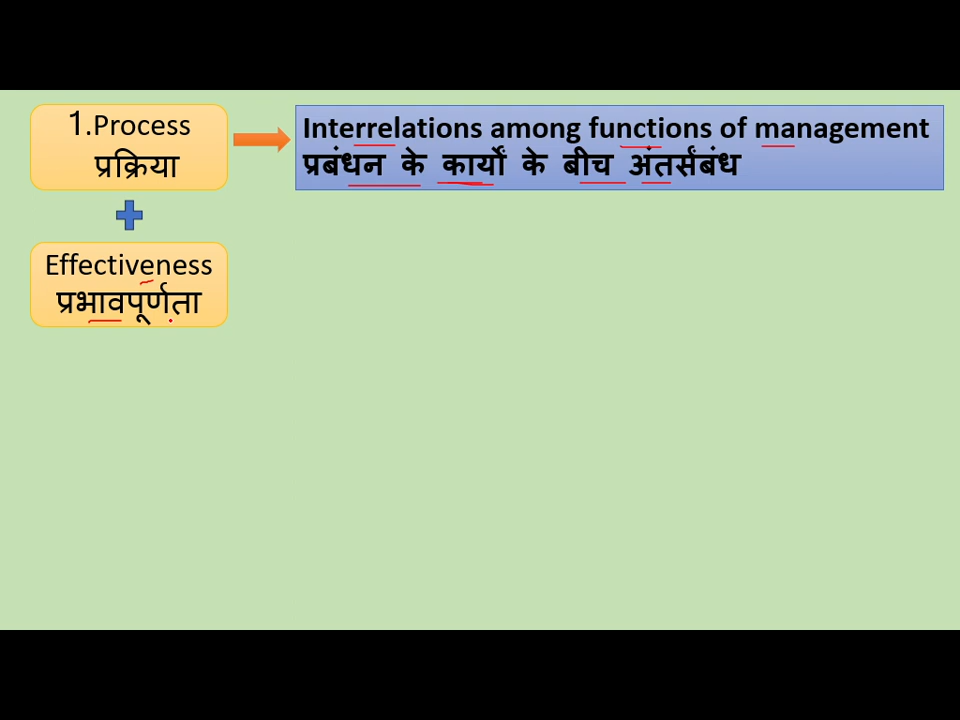 1.Process
प्रक्रिया
Interrelations among functions of management
प्रबंधन के कार्यों के बीच अंतर्संबंध
Effectiveness
प्रभावपूर्णता